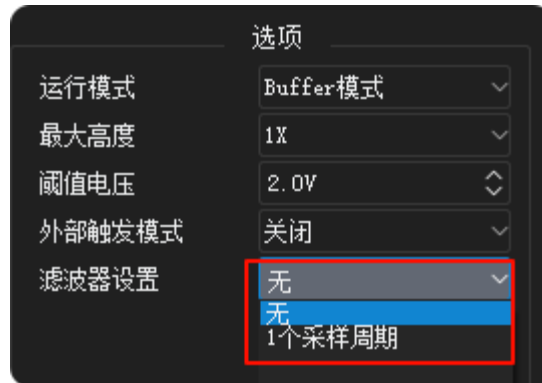 选项
运行模式 Buffer模式
最大高度 1X
阈值电压 2.0V
外部触发模式 关闭
滤波器设置 无
无
1个采样周期